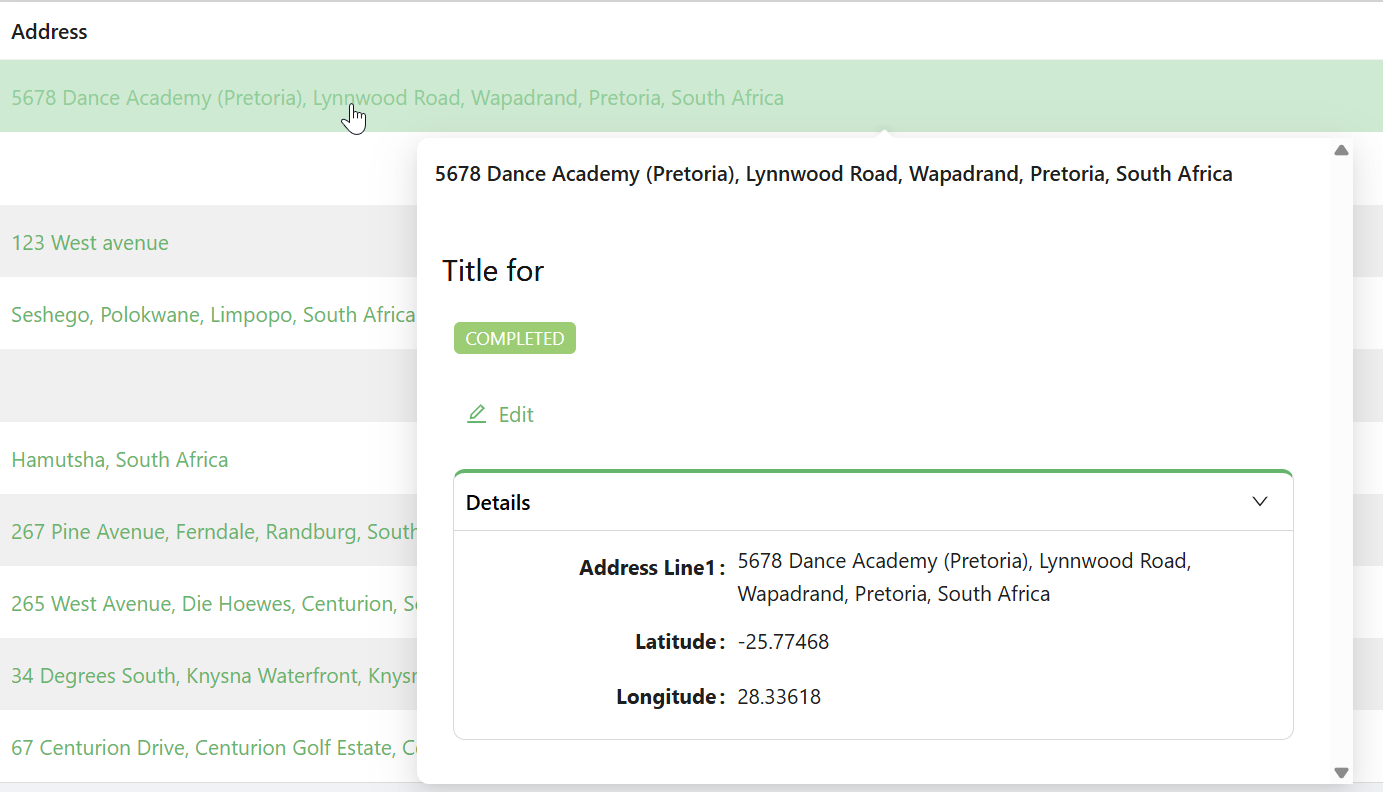 Address
5678 Dance Academy (Pretoria), Lynnwood Road, Wapadrand, Pretoria, South Africa
5678 Dance Academy (Pretoria), Lynnwood Road, Wapadrand, Pretoria, South Africa
123 West avenue
Title for
Seshego, Polokwane, Limpopo, South Africa
COMPLETED
Edit
Hamutsha, South Africa
Details
267 Pine Avenue, Ferndale, Randburg, South
Address Line1 : 5678 Dance Academy (Pretoria), Lynnwood Road,
Wapadrand, Pretoria, South Africa
265 West Avenue, Die Hoewes, Centurion,
Latitude : -25.77468
34 Degrees South, Knysna Waterfront,
Longitude : 28.33618
67 Centurion Drive, Centurion Golf Estate,